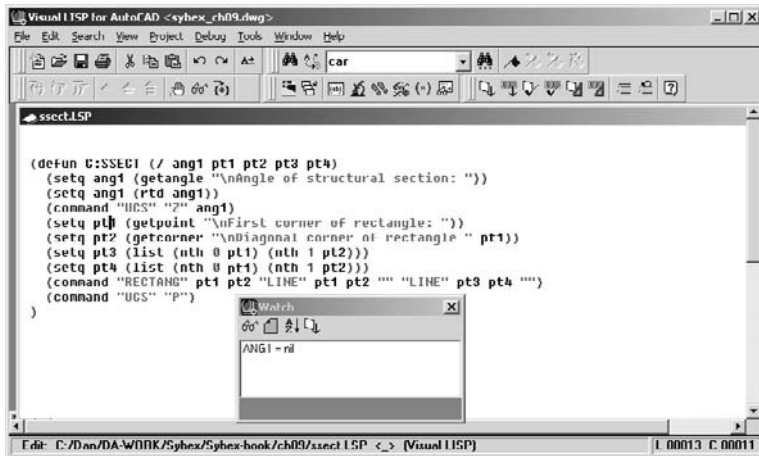 Visual LISP for AutoCAD <sybex_ch09.dwg>
File Edit Search View Project Debug Tools Window Help
car
ssect.LSP
(defun C:SSECT (/ ang1 pt1 pt2 pt3 pt4)
(setq ang1 (getangle "\nAngle of structural section: "))
(setq ang1 (rtd ang1))
(command "UCS" "Z" ang1)
(setq pt1 (getpoint "\nFirst corner of rectangle: "))
(setq pt2 (getcorner "\nDiagonal corner of rectangle " pt1))
(setq pt3 (list (nth 0 pt1) (nth 1 pt2)))
(setq pt4 (list (nth 0 pt1) (nth 1 pt2)))
(command "RECTANG" pt1 pt2 "LINE" pt1 pt2 "" "LINE" pt3 pt4 "")
(command "UCS" "P")
)
Watch
ANG1 = nil
Edit: C:/Dan/DA-WORK/Sybex/Sybex-book/ch09/ssect.LSP <_> (Visual LISP)
L 00013 C 00011